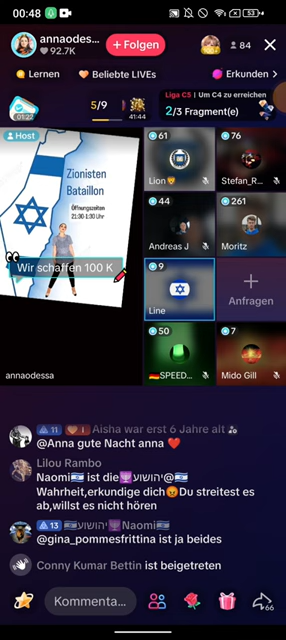 00:48
53
annaodes...
92.7K
+ Folgen
84
Lernen
Beliebte LIVEs
Erkunden
01:22
5/9
41:44
Liga C5 | Um C4 zu erreichen
2/3 Fragment(e)
Host
Zionisten
Bataillon
Öffnungszeiten
21:00-1:00 Uhr
Wir schaffen 100 K
annaodessa
61
Lion🦁
76
Stefan_R...
44
Andreas J
261
Moritz
9
Line
+
Anfragen
50
🇩🇪SPEED...
7
Mido Gill
11 1 Aisha war erst 6 Jahre alt
@Anna gute Nacht anna ❤️
Lilou Rambo
Naomi🇮🇱 ist die🕎יהושוע@🇮🇱
Wahrheit,erkundige dich😡Du streitest es
ab,willst es nicht hören
13 🇮🇱יהושוע🕎Naomi🇮🇱
@gina_pommesfrittina ist ja beides
Conny Kumar Bettin ist beigetreten
Kommenta...
66